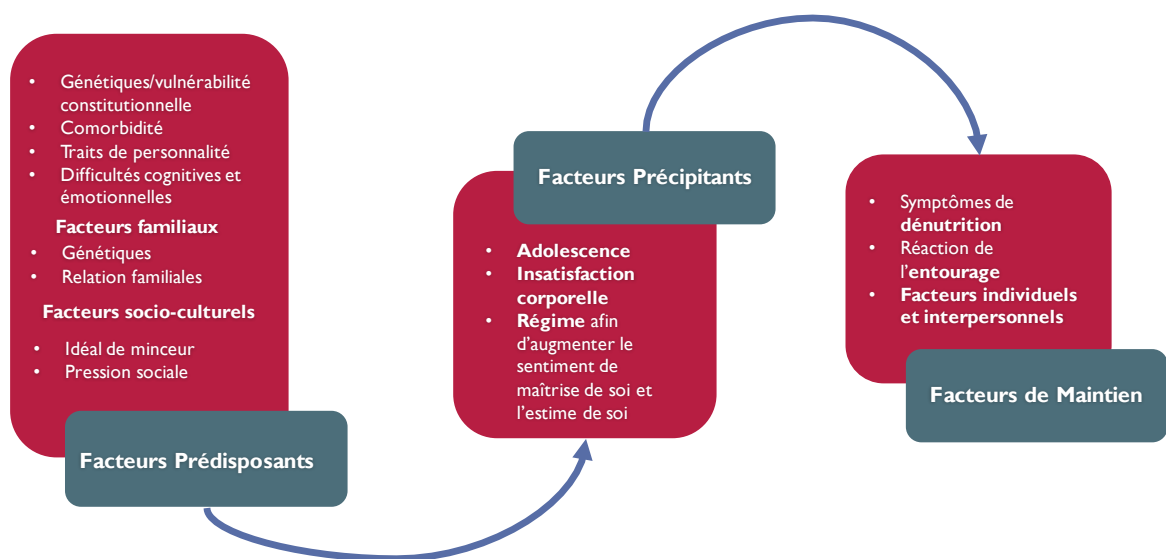 • Génétiques/vulnérabilité
constitutionnelle
• Comorbidité
• Traits de personnalité
• Difficultés cognitives et
émotionnelles
Facteurs familiaux
• Génétiques
• Relation familiales
Facteurs socio-culturels
• Idéal de minceur
• Pression sociale
Facteurs Prédisposants
Facteurs Précipitants
• Adolescence
• Insatisfaction
corporelle
• Régime afin
d'augmenter le
sentiment de
maîtrise de soi et
l'estime de soi
• Symptômes de
dénutrition
• Réaction de
l'entourage
• Facteurs individuels
et interpersonnels
Facteurs de Maintien